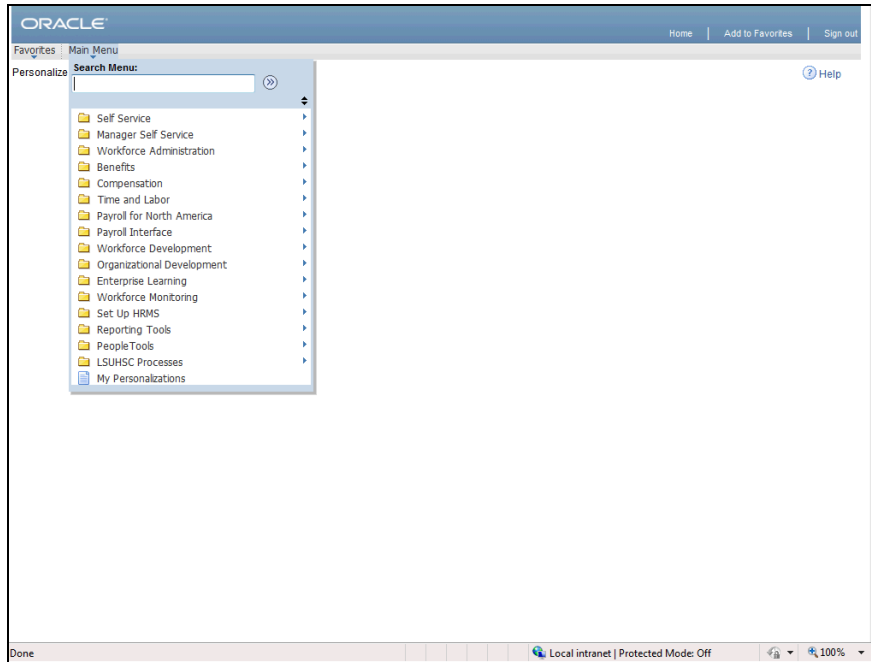 ORACLE
Home | Add to Favorites | Sign out
Favorites Main Menu
Personalize
Search Menu:
Help
Self Service
Manager Self Service
Workforce Administration
Benefits
Compensation
Time and Labor
Payroll for North America
Payroll Interface
Workforce Development
Organizational Development
Enterprise Learning
Workforce Monitoring
Set Up HRMS
Reporting Tools
PeopleTools
LSUHSC Processes
My Personalizations
Done
Local intranet | Protected Mode: Off
100%